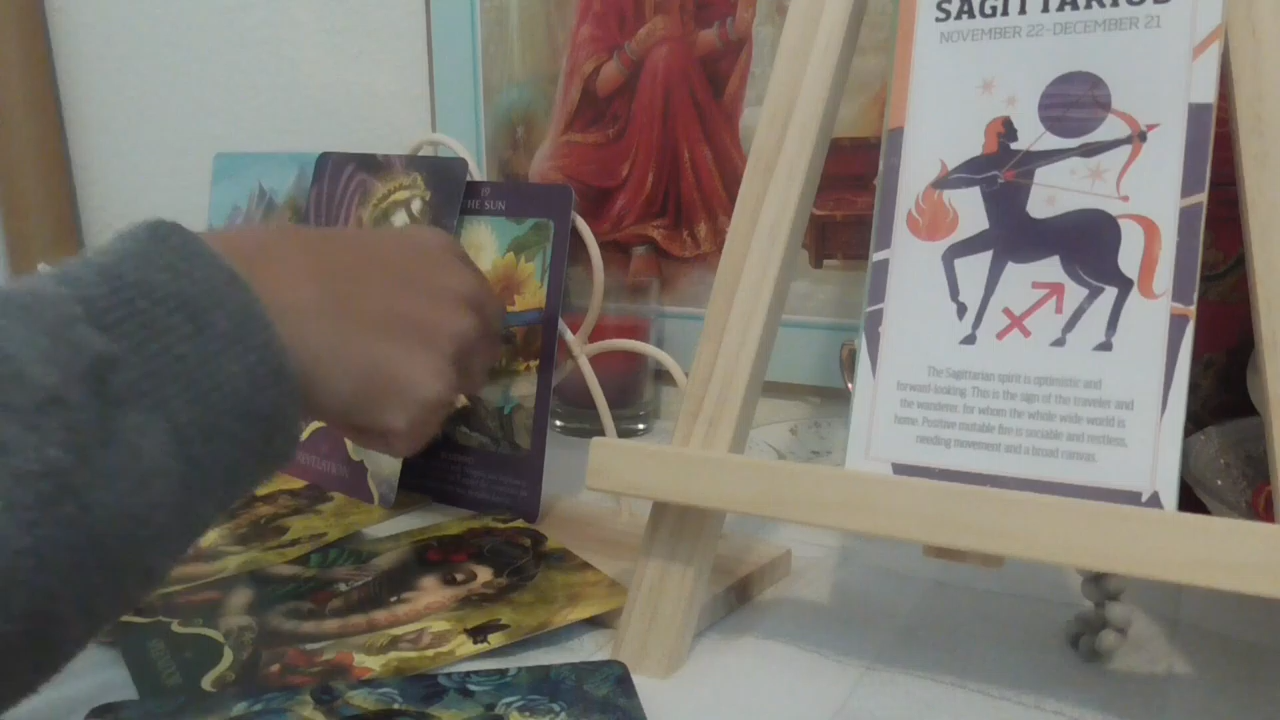 SAGITTARIUS
NOVEMBER 22-DECEMBER 21
The Sagittarian spirit is optimistic and
forward-looking. This is the sign of the traveler and
the wanderer, for whom the whole wide world is
home. Positive mutable fire is sociable and restless,
needing movement and a broad canvas.
19
THE SUN
REVELATION